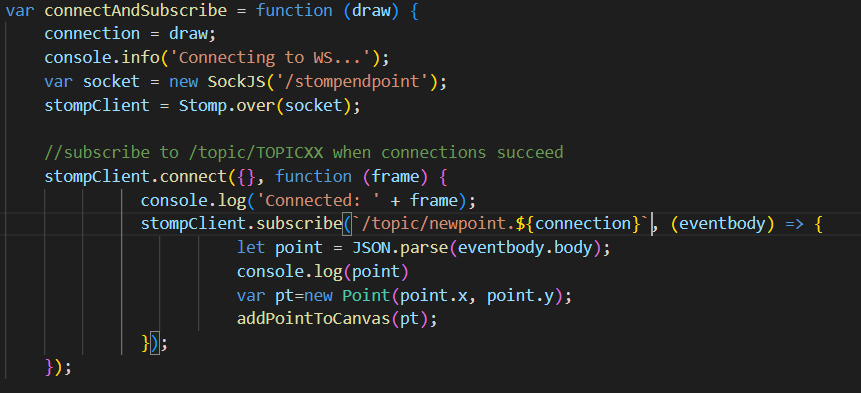 var connectAndSubscribe = function (draw) {
    connection = draw;
    console.info('Connecting to WS...');
    var socket = new SockJS('/stompendpoint');
    stompClient = Stomp.over(socket);

    //subscribe to /topic/TOPICXX when connections succeed
    stompClient.connect({}, function (frame) {
            console.log('Connected: ' + frame);
            stompClient.subscribe(`/topic/newpoint.${connection}`, (eventbody) => {
                    let point = JSON.parse(eventbody.body);
                    console.log(point)
                    var pt=new Point(point.x, point.y);
                    addPointToCanvas(pt);
            });
    });